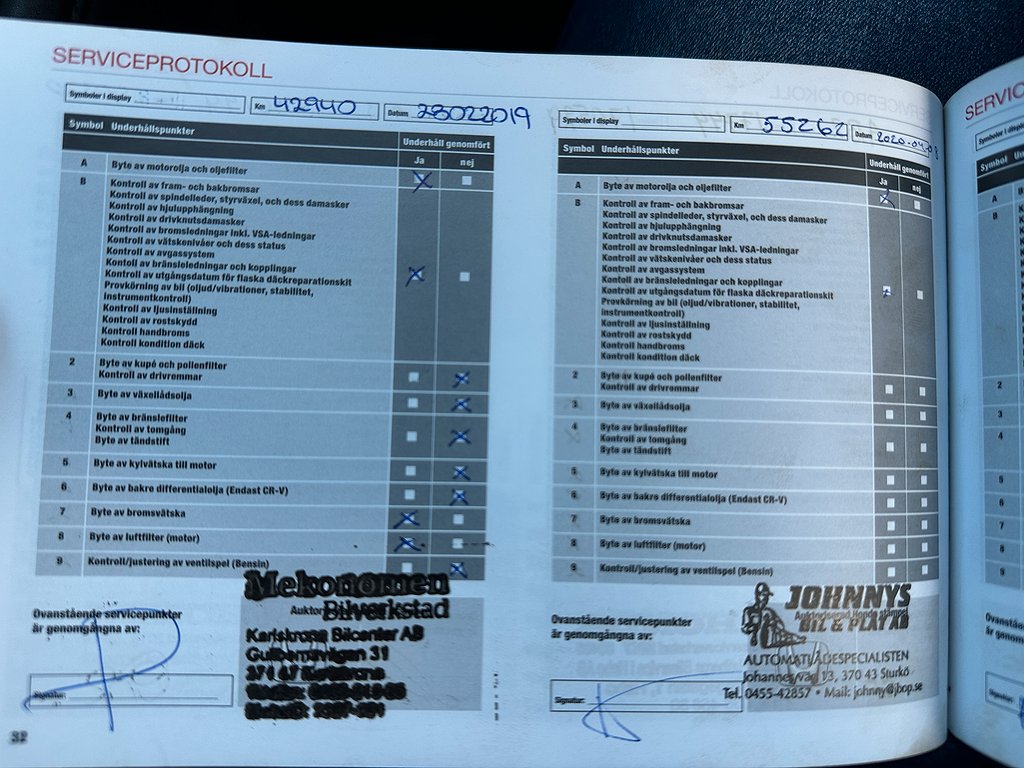 SERVICEPROTOKOLL
Symboler i display
Km 42940
Datum 28022019
Symbol Underhållspunkter Underhåll genomfört
Ja nej
A Byte av motorolja och oljefilter
B Kontroll av fram- och bakbromsar
Kontroll av spindelleder, styrväxel, och dess damasker
Kontroll av hjulupphängning
Kontroll av drivknutsdamasker
Kontroll av bromsledningar inkl. VSA-ledningar
Kontroll av vätskenivåer och dess status
Kontoll av avgassystem
Kontoll av bränsleledningar och kopplingar
Kontroll av utgångsdatum för flaska däckreparationskit
Provkörning av bil (oljud/vibrationer, stabilitet,
instrumentkontroll)
Kontroll av ljusinställning
Kontroll av rostskydd
Kontroll handbroms
Kontroll kondition däck
2 Byte av kupé och pollenfilter
Kontroll av drivremmar
3 Byte av växellådsolja
4 Byte av bränslefilter
Kontroll av tomgång
Byte av tändstift
5 Byte av kylvätska till motor
6 Byte av bakre differentialolja (Endast CR-V)
7 Byte av bromsvätska
8 Byte av luftfilter (motor)
9 Kontroll/justering av ventilspel (Bensin)
Ovanstående servicepunkter
är genomgångna av:
Mekonomen
Bilverkstad
Karlskrona Bilcenter AB
31
Signatur:
32
Symboler i display
Km 55262
Datum
Symbol Underhållspunkter Underhåll genomfört
Ja nej
A Byte av motorolja och oljefilter
B Kontroll av fram- och bakbromsar
Kontroll av spindelleder, styrväxel, och dess damasker
Kontroll av hjulupphängning
Kontroll av drivknutsdamasker
Kontroll av bromsledningar inkl. VSA-ledningar
Kontroll av vätskenivåer och dess status
Kontoll av avgassystem
Kontoll av bränsleledningar och kopplingar
Kontroll av utgångsdatum för flaska däckreparationskit
Provkörning av bil (oljud/vibrationer, stabilitet,
instrumentkontroll)
Kontroll av ljusinställning
Kontroll av rostskydd
Kontroll handbroms
Kontroll kondition däck
2 Byte av kupé och pollenfilter
Kontroll av drivremmar
3 Byte av växellådsolja
4 Byte av bränslefilter
Kontroll av tomgång
Byte av tändstift
5 Byte av kylvätska till motor
6 Byte av bakre differentialolja (Endast CR-V)
7 Byte av bromsvätska
8 Byte av luftfilter (motor)
9 Kontroll/justering av ventilspel (Bensin)
Ovanstående servicepunkter
är genomgångna av:
JOHNNYS
Auktoriserad Honda stämpel
BIL & PLAT AB
Johannes väg 13, 370 43 Sturkö
Tel. 0455-42857 • Mail: johnny@jbop.se
Signatur:
SERVIC
A
B
2
3
4
5
6
7
8
9